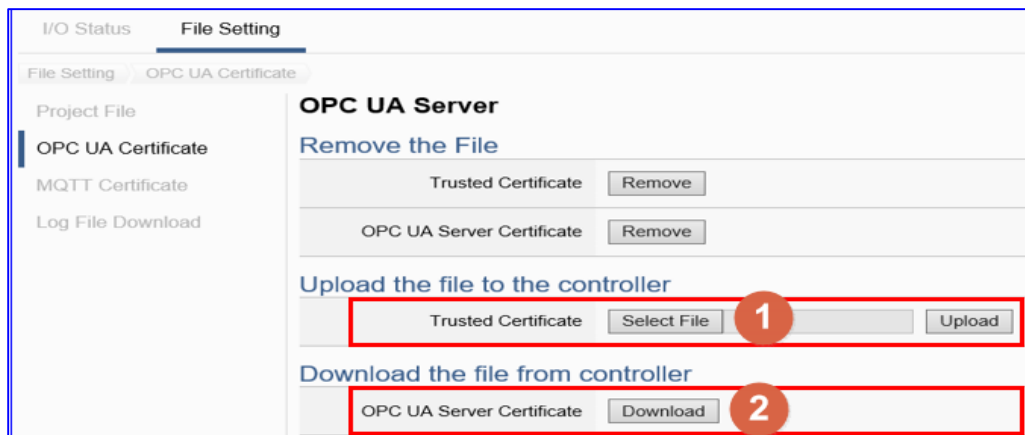 I/O Status File Setting
File Setting OPC UA Certificate
Project File
OPC UA Certificate
MQTT Certificate
Log File Download
OPC UA Server
Remove the File
Trusted Certificate Remove
OPC UA Server Certificate Remove
Upload the file to the controller
Trusted Certificate Select File 1 Upload
Download the file from controller
OPC UA Server Certificate Download 2